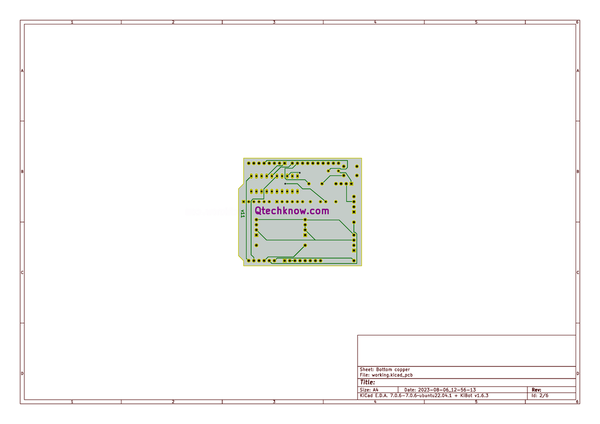 1 2 3 4 5 6
A A
B B
Qtechknow.com
C C
Sheet: Bottom copper
File: working.kicad_pcb
Title:
D D
Size: A4 Date: 2023-08-06_12-56-13 Rev:
KiCad E.D.A. 7.0.6-7.0.6~ubuntu22.04.1 + KiBot v1.6.3 Id: 2/6
1 2 3 4 5 6